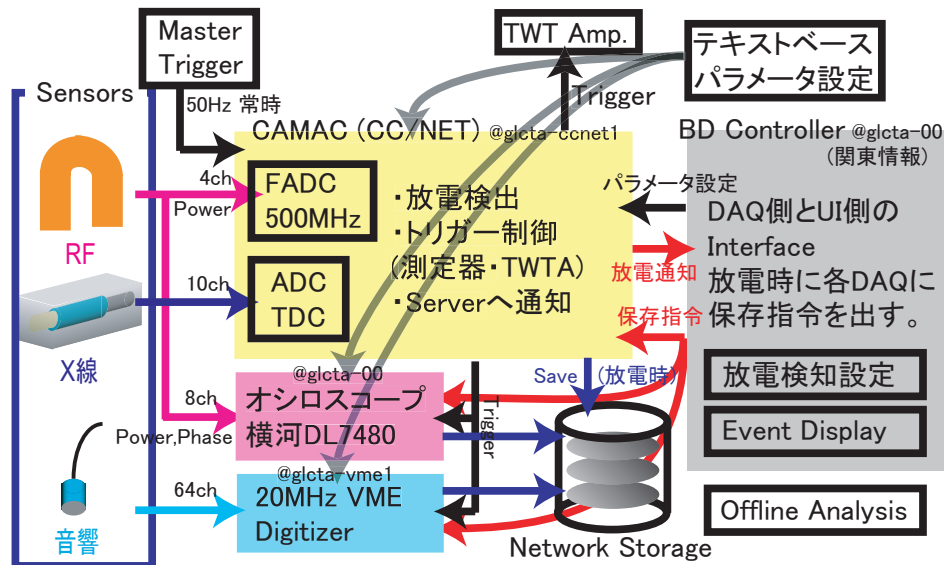 Master
Trigger
TWT Amp.
テキストベース
パラメータ設定
Sensors
50Hz 常時
Trigger
CAMAC (CC/NET) @glcta-ccnet1
BD Controller @glcta-00
(関東情報)
4ch
Power
FADC
500MHz
RF
・放電検出
・トリガー制御
(測定器・TWTA)
・Serverへ通知
パラメータ設定
放電通知
保存指令
DAQ側とUI側の
Interface
放電時に各DAQに
保存指令を出す。
10ch
ADC
TDC
X線
@glcta-00
オシロスコープ
横河DL7480
8ch
Power,Phase
Save (放電時)
Trigger
放電検知設定
Event Display
@glcta-vme1
64ch
20MHz VME
Digitizer
音響
Network Storage
Offline Analysis